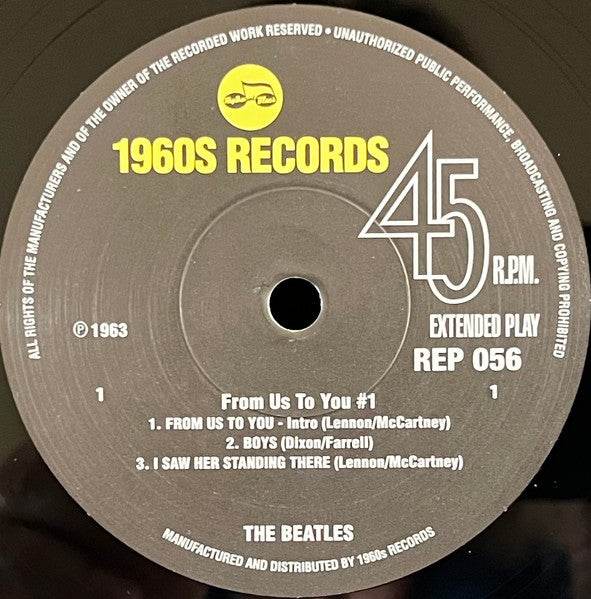 ALL RIGHTS OF THE MANUFACTURERS AND OF THE OWNER OF THE RECORDED WORK RESERVED • UNAUTHORIZED PUBLIC PERFORMANCE, BROADCASTING AND COPYING PROHIBITED
1960S RECORDS
45
R.P.M.
EXTENDED PLAY
REP 056
℗ 1963
1
1
From Us To You #1
1. FROM US TO YOU - Intro (Lennon/McCartney)
2. BOYS (Dixon/Farrell)
3. I SAW HER STANDING THERE (Lennon/McCartney)
THE BEATLES
MANUFACTURED AND DISTRIBUTED BY 1960s RECORDS